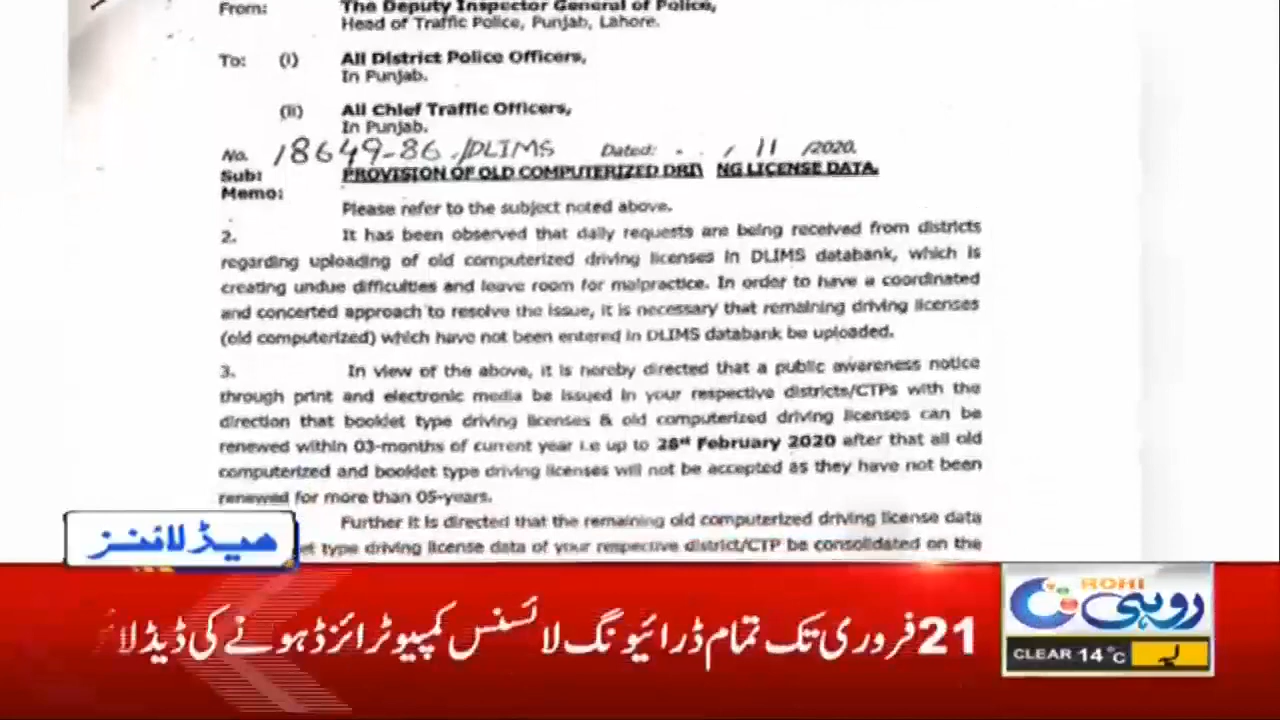 From: The Deputy Inspector General of Police,
Head of Traffic Police, Punjab, Lahore.
To: (i) All District Police Officers,
In Punjab.
(ii) All Chief Traffic Officers,
In Punjab.
No. 18649-86 /DLIMS Dated: - . / 11 /2020.
Sub: PROVISION OF OLD COMPUTERIZED DRI NG LICENSE DATA.
Memo:
Please refer to the subject noted above.
2. It has been observed that daily requests are being received from districts
regarding uploading of old computerized driving licenses in DLIMS databank, which is
creating undue difficulties and leave room for malpractice. In order to have a coordinated
and concerted approach to resolve the issue, it is necessary that remaining driving licenses
(old computerized) which have not been entered in DLIMS databank be uploaded.
3. In view of the above, it is hereby directed that a public awareness notice
through print and electronic media be issued in your respective districts/CTPs with the
direction that booklet type driving licenses & old computerized driving licenses can be
renewed within 03-months of current year i.e up to 28th February 2020 after that all old
computerized and booklet type driving licenses will not be accepted as they have not been
renewed for more than 05-years.
Further it is directed that the remaining old computerized driving license data
et type driving license data of your respective district/CTP be consolidated on the
ہیڈ لائنز
21 فروری تک تمام ڈرائیونگ لائسنس کمپیوٹرائزڈ ہونے کی ڈیڈ لا
ROHI
روہی
CLEAR 14°C
لیہ